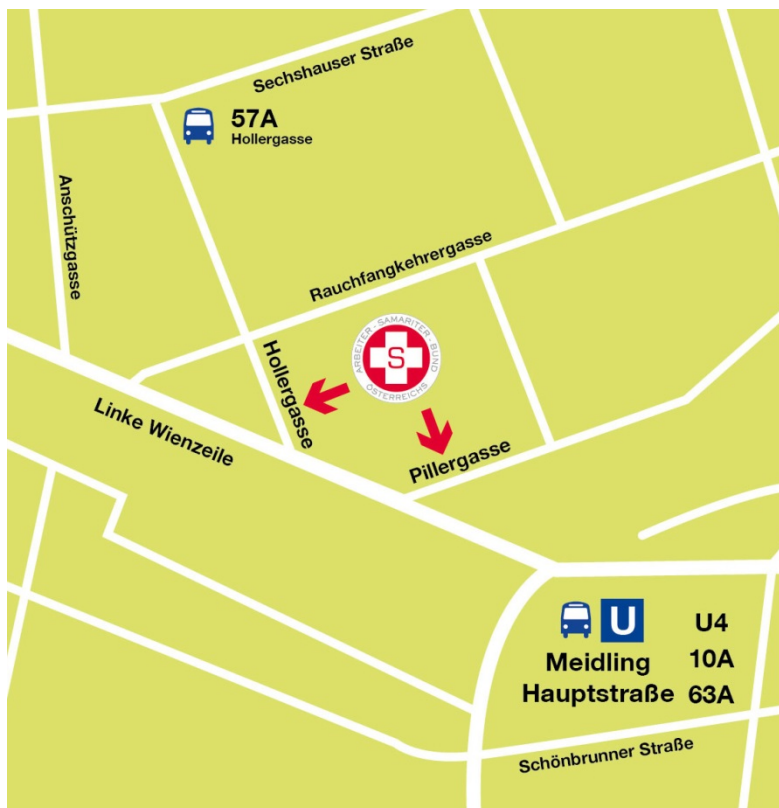 Sechshauser Straße
57A
Hollergasse
Anschützgasse
Rauchfangkehrergasse
ARBEITER - SAMARITER - BUND
S
ÖSTERREICHS
Hollergasse
Linke Wienzeile
Pillergasse
U
U4
Meidling
10A
Hauptstraße
63A
Schönbrunner Straße